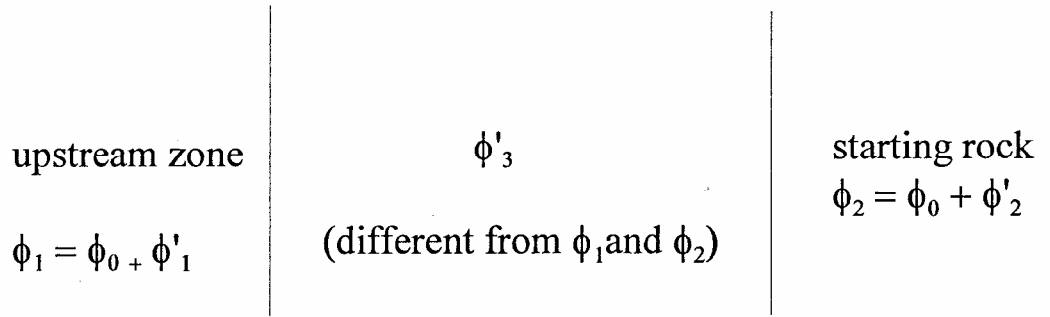 upstream zone
ϕ₁ = ϕ₀ + ϕ'₁
ϕ'₃
(different from ϕ₁and ϕ₂)
starting rock
ϕ₂ = ϕ₀ + ϕ'₂